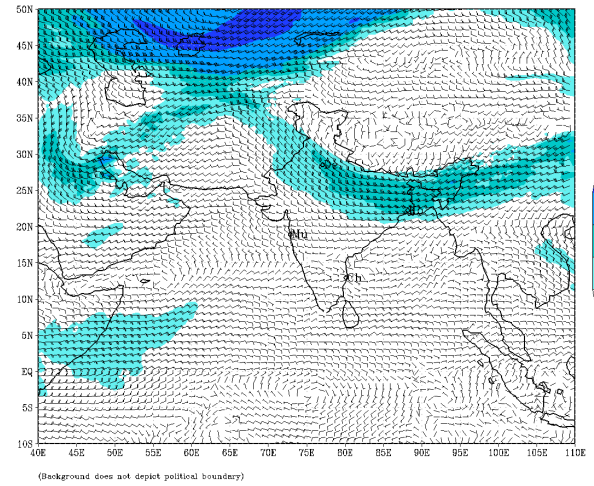 50N
45N
40N
35N
30N
25N
20N
Mu
15N
Ch
10N
5N
EQ
5S
10S
40E 45E 50E 55E 60E 65E 70E 75E 80E 85E 90E 95E 100E 105E 110E
(Background does not depict political boundary)